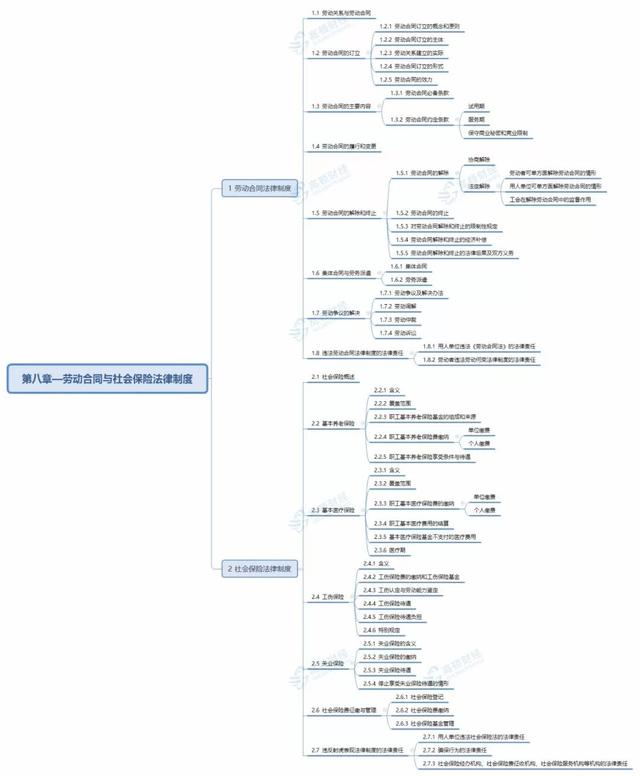 第八章—劳动合同与社会保险法律制度
1 劳动合同法律制度
1.1 劳动关系与劳动合同
1.2 劳动合同的订立
1.2.1 劳动合同订立的概念和原则
1.2.2 劳动合同订立的主体
1.2.3 劳动关系建立的实际
1.2.4 劳动合同订立的形式
1.2.5 劳动合同的效力
1.3 劳动合同的主要内容
1.3.1 劳动合同必备条款
1.3.2 劳动合同约定条款
试用期
服务期
保守商业秘密和竞业限制
1.4 劳动合同的履行和变更
1.5 劳动合同的解除和终止
1.5.1 劳动合同的解除
协商解除
法定解除
劳动者可单方面解除劳动合同的情形
用人单位可单方面解除劳动合同的情形
工会在解除劳动合同中的监督作用
1.5.2 劳动合同的终止
1.5.3 对劳动合同解除和终止的限制性规定
1.5.4 劳动合同解除和终止的经济补偿
1.5.5 劳动合同解除和终止的法律后果及双方义务
1.6 集体合同与劳务派遣
1.6.1 集体合同
1.6.2 劳务派遣
1.7 劳动争议的解决
1.7.1 劳动争议及解决办法
1.7.2 劳动调解
1.7.3 劳动仲裁
1.7.4 劳动诉讼
1.8 违法劳动合同法律制度的法律责任
1.8.1 用人单位违法《劳动合同法》的法律责任
1.8.2 劳动者违法劳动何突法律制度的法律责任
2 社会保险法律制度
2.1 社会保险概述
2.2 基本养老保险
2.2.1 含义
2.2.2 覆盖范围
2.2.3 职工基本养老保险基金的组成和来源
2.2.4 职工基本养老保险费缴纳
单位缴费
个人缴费
2.2.5 职工基本养老保险享受条件与待遇
2.3 基本医疗保险
2.3.1 含义
2.3.2 覆盖范围
2.3.3 职工基本医疗保险费的缴纳
单位缴费
个人缴费
2.3.4 职工基本医疗费用的结算
2.3.5 基本医疗保险基金不支付的医疗费用
2.3.6 医疗期
2.4 工伤保险
2.4.1 含义
2.4.2 工伤保险费的缴纳和工伤保险基金
2.4.3 工伤认定与劳动能力鉴定
2.4.4 工伤保险待遇
2.4.5 工伤保险待遇负担
2.4.6 特别规定
2.5 失业保险
2.5.1 失业保险的含义
2.5.2 失业保险的缴纳
2.5.3 失业保险待遇
2.5.4 停止享受失业保险待遇的情形
2.6 社会保险费征缴与管理
2.6.1 社会保险登记
2.6.2 社会保险费缴纳
2.6.3 社会保险基金管理
2.7 违反射虎表现法律制度的法律责任
2.7.1 用人单位违法社会保险法的法律责任
2.7.2 骗保行为的法律责任
2.7.3 社会保险经办机构、社会保险费征收机构、社会保险服务机构等机构的法律责任
高顿财经